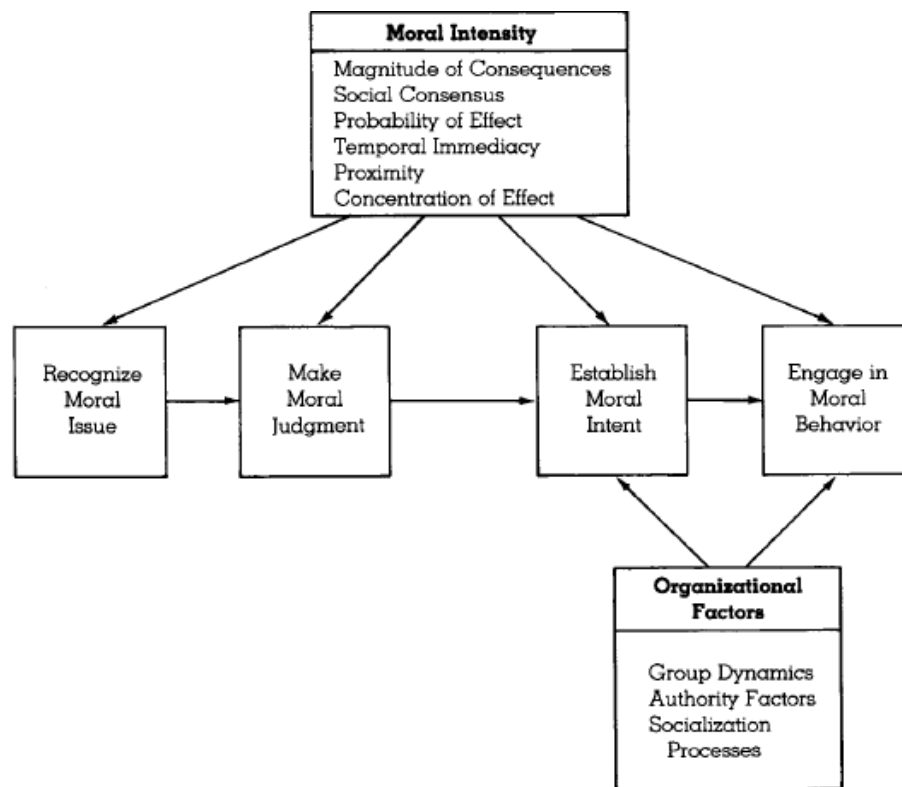 Moral Intensity
Magnitude of Consequences
Social Consensus
Probability of Effect
Temporal Immediacy
Proximity
Concentration of Effect
Recognize
Moral
Issue
Make
Moral
Judgment
Establish
Moral
Intent
Engage in
Moral
Behavior
Organizational
Factors
Group Dynamics
Authority Factors
Socialization
Processes